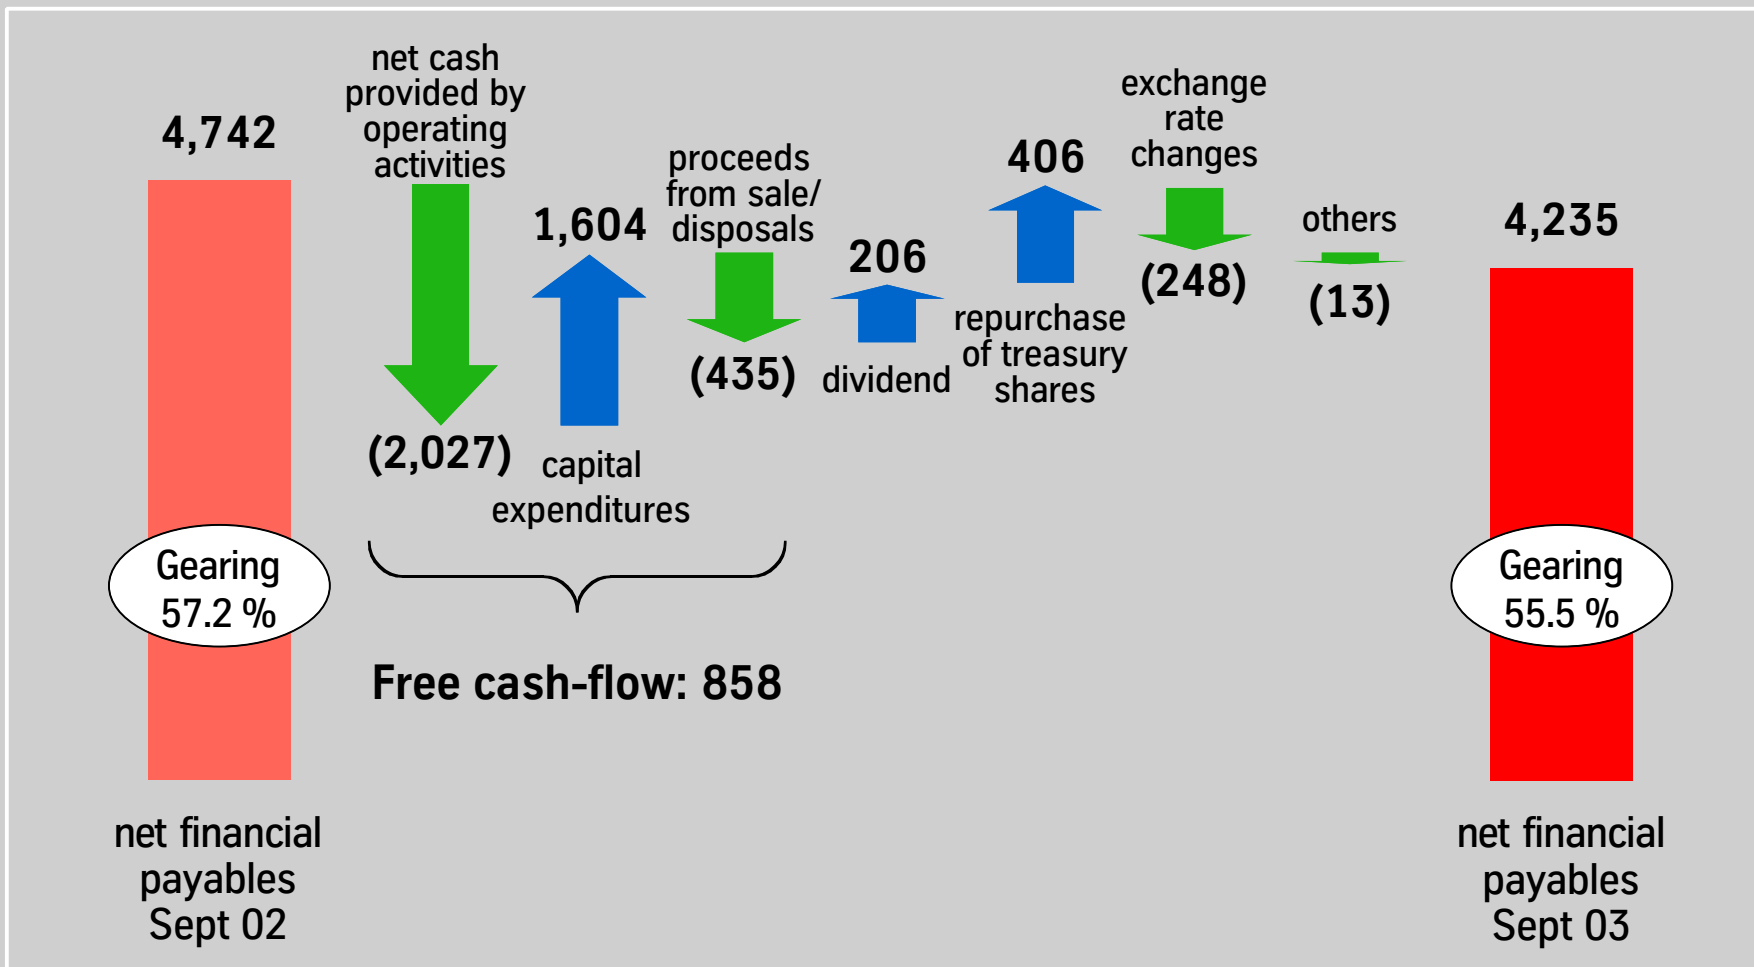 4,742
Gearing
57.2 %
net financial
payables
Sept 02
net cash
provided by
operating
activities
(2,027)
1,604
capital
expenditures
proceeds
from sale/
disposals
(435)
Free cash-flow: 858
206
dividend
406
repurchase
of treasury
shares
exchange
rate
changes
(248)
others
(13)
4,235
Gearing
55.5 %
net financial
payables
Sept 03